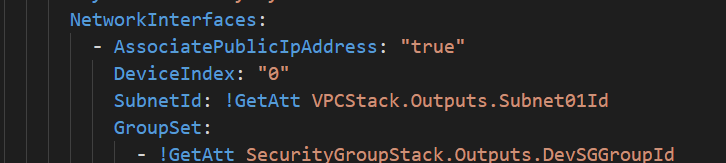 NetworkInterfaces:
- AssociatePublicIpAddress: "true"
DeviceIndex: "0"
SubnetId: !GetAtt VPCStack.Outputs.Subnet01Id
GroupSet:
- !GetAtt SecurityGroupStack.Outputs.DevSGGroupId